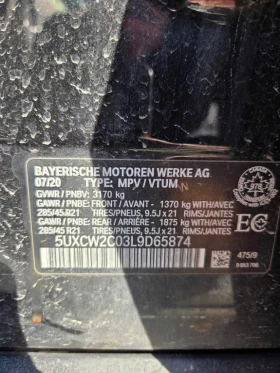 BAYERISCHE MOTOREN WERKE AG
07/20 TYPE: MPV / VTUM
GVWR / PNBV: 3170 kg
GAWR / PNBE: FRONT / AVANT - 1370 kg WITH/AVEC
285/45 R21 TIRES/PNEUS, 9.5J x 21 RIMS/JANTES
GAWR / PNBE: REAR / ARRIÈRE - 1875 kg WITH/AVEC
285/45 R21 TIRES/PNEUS, 9.5J x 21 RIMS/JANTES
5UXCW2C03L9D65874
978
EC
475/9